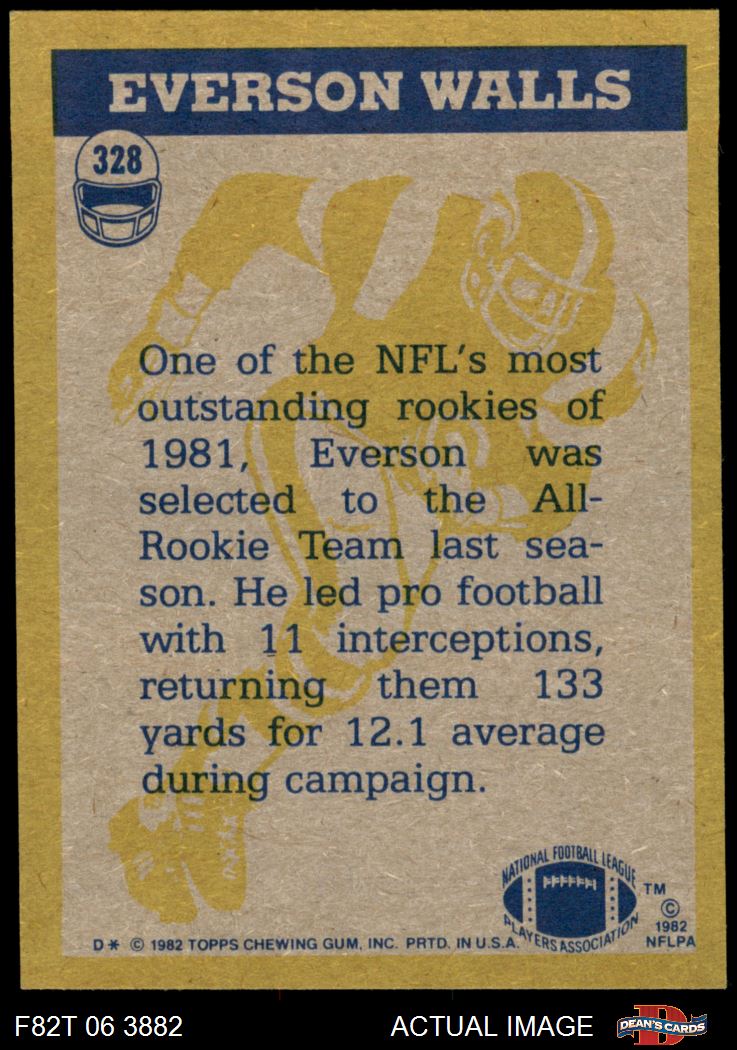 EVERSON WALLS
328
One of the NFL's most
outstanding rookies of
1981, Everson was
selected to the All-
Rookie Team last sea-
son. He led pro football
with 11 interceptions,
returning them 133
yards for 12.1 average
during campaign.
NATIONAL FOOTBALL LEAGUE
PLAYERS ASSOCIATION
TM
©
1982
NFLPA
D* © 1982 TOPPS CHEWING GUM, INC. PRTD. IN U.S.A.
F82T 06 3882 ACTUAL IMAGE
D
DEAN'S CARDS